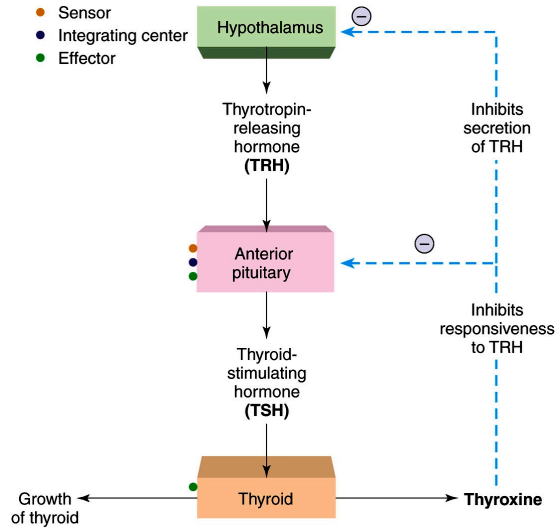 Sensor
Integrating center
Effector
Hypothalamus
−
Thyrotropin-
releasing
hormone
(TRH)
Inhibits
secretion
of TRH
−
Anterior
pituitary
Inhibits
responsiveness
to TRH
Thyroid-
stimulating
hormone
(TSH)
Growth
of thyroid
Thyroid
Thyroxine